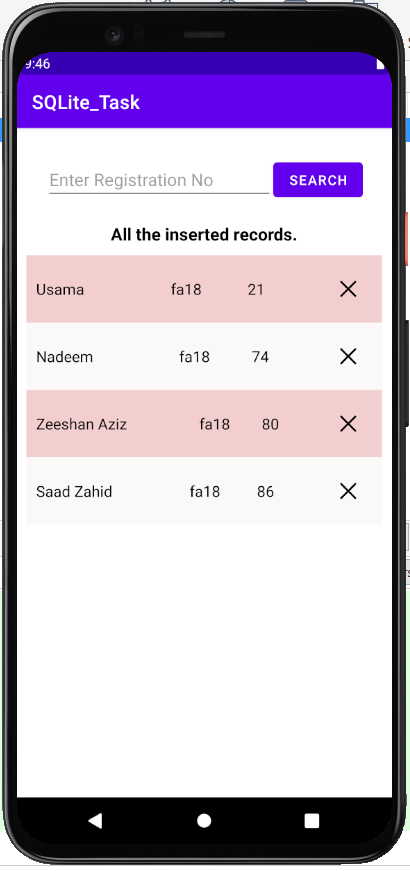 9:46
SQLite_Task
Enter Registration No SEARCH
All the inserted records.
Usama fa18 21
Nadeem fa18 74
Zeeshan Aziz fa18 80
Saad Zahid fa18 86